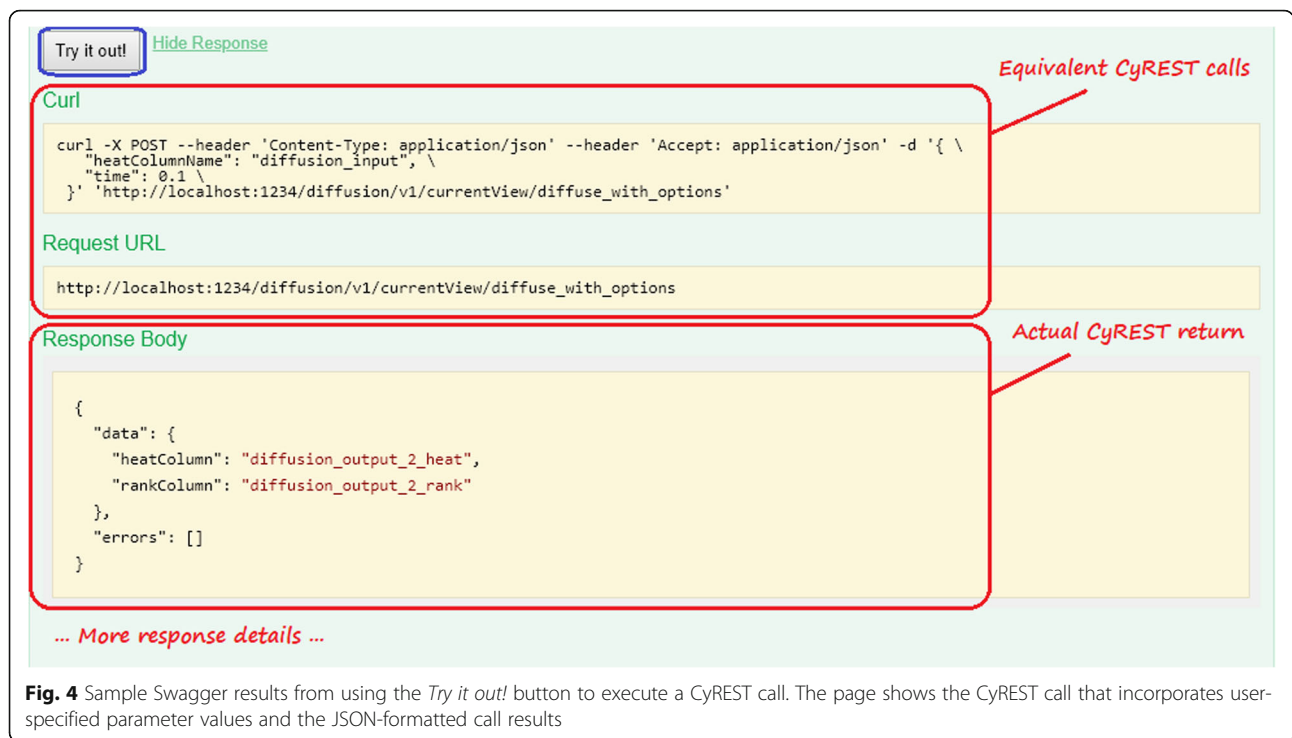 Try it out! Hide Response
Equivalent CyREST calls
Curl
curl -X POST --header 'Content-Type: application/json' --header 'Accept: application/json' -d '{ \
"heatColumnName": "diffusion_input", \
"time": 0.1 \
}' 'http://localhost:1234/diffusion/v1/currentView/diffuse_with_options'
Request URL
http://localhost:1234/diffusion/v1/currentView/diffuse_with_options
Actual CyREST return
Response Body
{
"data": {
"heatColumn": "diffusion_output_2_heat",
"rankColumn": "diffusion_output_2_rank"
},
"errors": []
}
... More response details ...
Fig. 4 Sample Swagger results from using the Try it out! button to execute a CyREST call. The page shows the CyREST call that incorporates user-
specified parameter values and the JSON-formatted call results